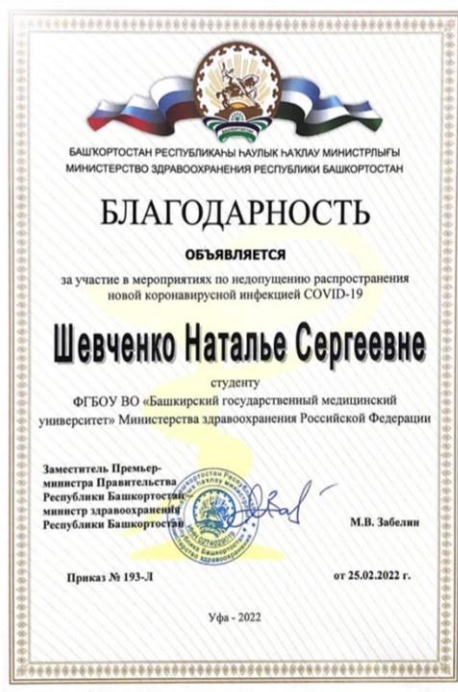 БАШҠОРТОСТАН РЕСПУБЛИКАҺЫ ҺАУЛЫК ҺАҠЛАУ МИНИСТРЛЫҒЫ
МИНИСТЕРСТВО ЗДРАВООХРАНЕНИЯ РЕСПУБЛИКИ БАШКОРТОСТАН
БЛАГОДАРНОСТЬ
ОБЪЯВЛЯЕТСЯ
за участие в мероприятиях по недопущению распространения
новой коронавирусной инфекцией COVID-19
Шевченко Наталье Сергеевне
студенту
ФГБОУ ВО «Башкирский государственный медицинский
университет» Министерства здравоохранения Российской Федерации
Заместитель Премьер-
министра Правительства
Республики Башкортостан
министр здравоохранения
Республики Башкортостан
М.В. Забелин
Приказ № 193-Л
от 25.02.2022 г.
Уфа - 2022